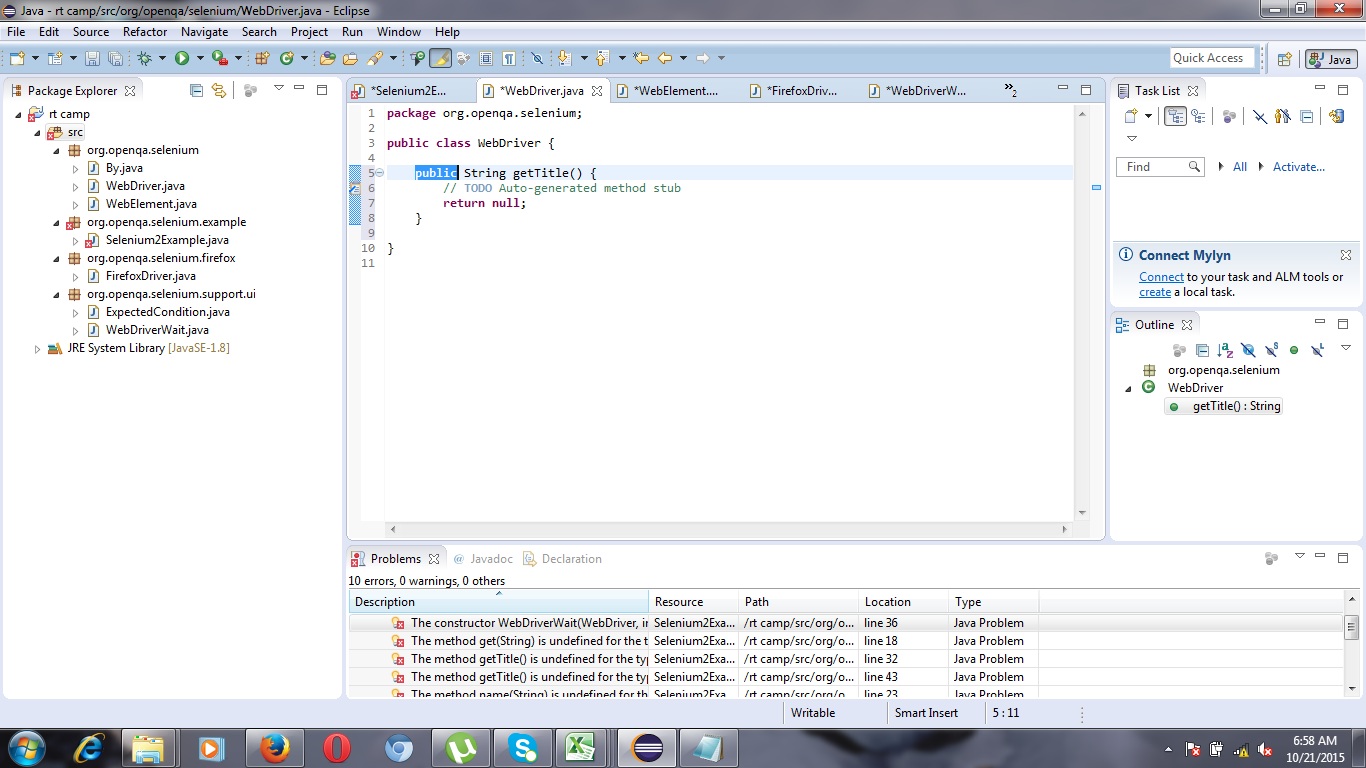 Java - rt camp/src/org/openqa/selenium/WebDriver.java - Eclipse
File Edit Source Refactor Navigate Search Project Run Window Help
Quick Access
Java
Package Explorer
rt camp
src
org.openqa.selenium
By.java
WebDriver.java
WebElement.java
org.openqa.selenium.example
Selenium2Example.java
org.openqa.selenium.firefox
FirefoxDriver.java
org.openqa.selenium.support.ui
ExpectedCondition.java
WebDriverWait.java
JRE System Library [JavaSE-1.8]
*Selenium2E... *WebDriver.java *WebElement.... *FirefoxDriv... *WebDriverW... »2
1 package org.openqa.selenium;
2
3 public class WebDriver {
4
5 public String getTitle() {
6 // TODO Auto-generated method stub
7 return null;
8 }
9
10 }
11
Task List
Find All Activate...
Connect Mylyn
Connect to your task and ALM tools or
create a local task.
Outline
org.openqa.selenium
WebDriver
getTitle() : String
Problems @ Javadoc Declaration
10 errors, 0 warnings, 0 others
Description Resource Path Location Type
The constructor WebDriverWait(WebDriver, in Selenium2Exa... /rt camp/src/org/o... line 36 Java Problem
The method get(String) is undefined for the t Selenium2Exa... /rt camp/src/org/o... line 18 Java Problem
The method getTitle() is undefined for the typ Selenium2Exa... /rt camp/src/org/o... line 32 Java Problem
The method getTitle() is undefined for the typ Selenium2Exa... /rt camp/src/org/o... line 43 Java Problem
The method name(String) is undefined for th Selenium2Exa... /rt camp/src/org/o... line 23 Java Problem
Writable Smart Insert 5 : 11
6:58 AM
10/21/2015